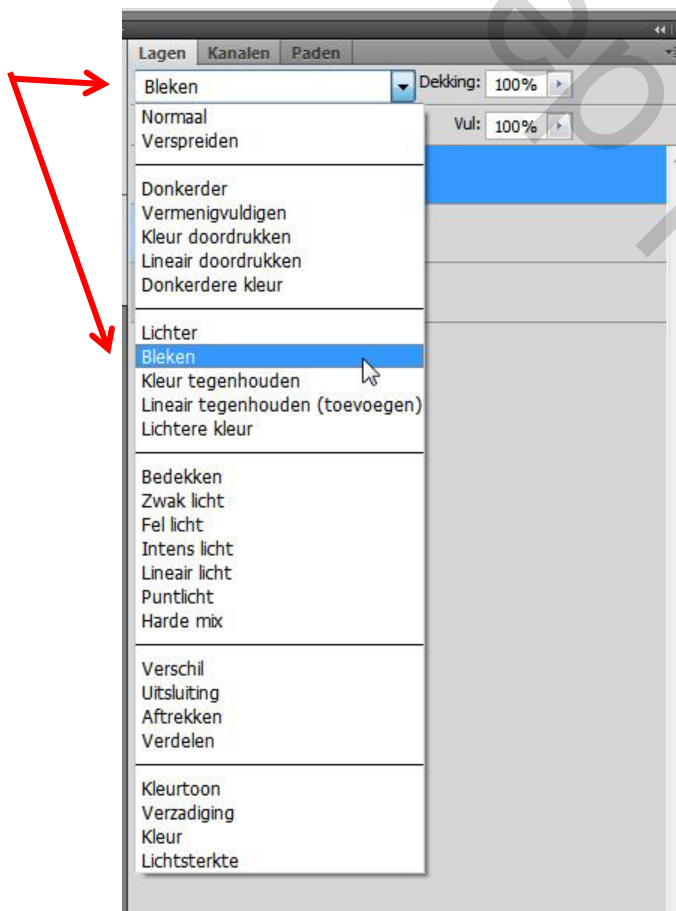 Lagen Kanalen Paden
Bleken Dekking: 100%
Normaal Vul: 100%
Verspreiden
Donkerder
Vermenigvuldigen
Kleur doordrukken
Lineair doordrukken
Donkerdere kleur
Lichter
Bleken
Kleur tegenhouden
Lineair tegenhouden (toevoegen)
Lichtere kleur
Bedekken
Zwak licht
Fel licht
Intens licht
Lineair licht
Puntlicht
Harde mix
Verschil
Uitsluiting
Aftrekken
Verdelen
Kleurtoon
Verzadiging
Kleur
Lichtsterkte